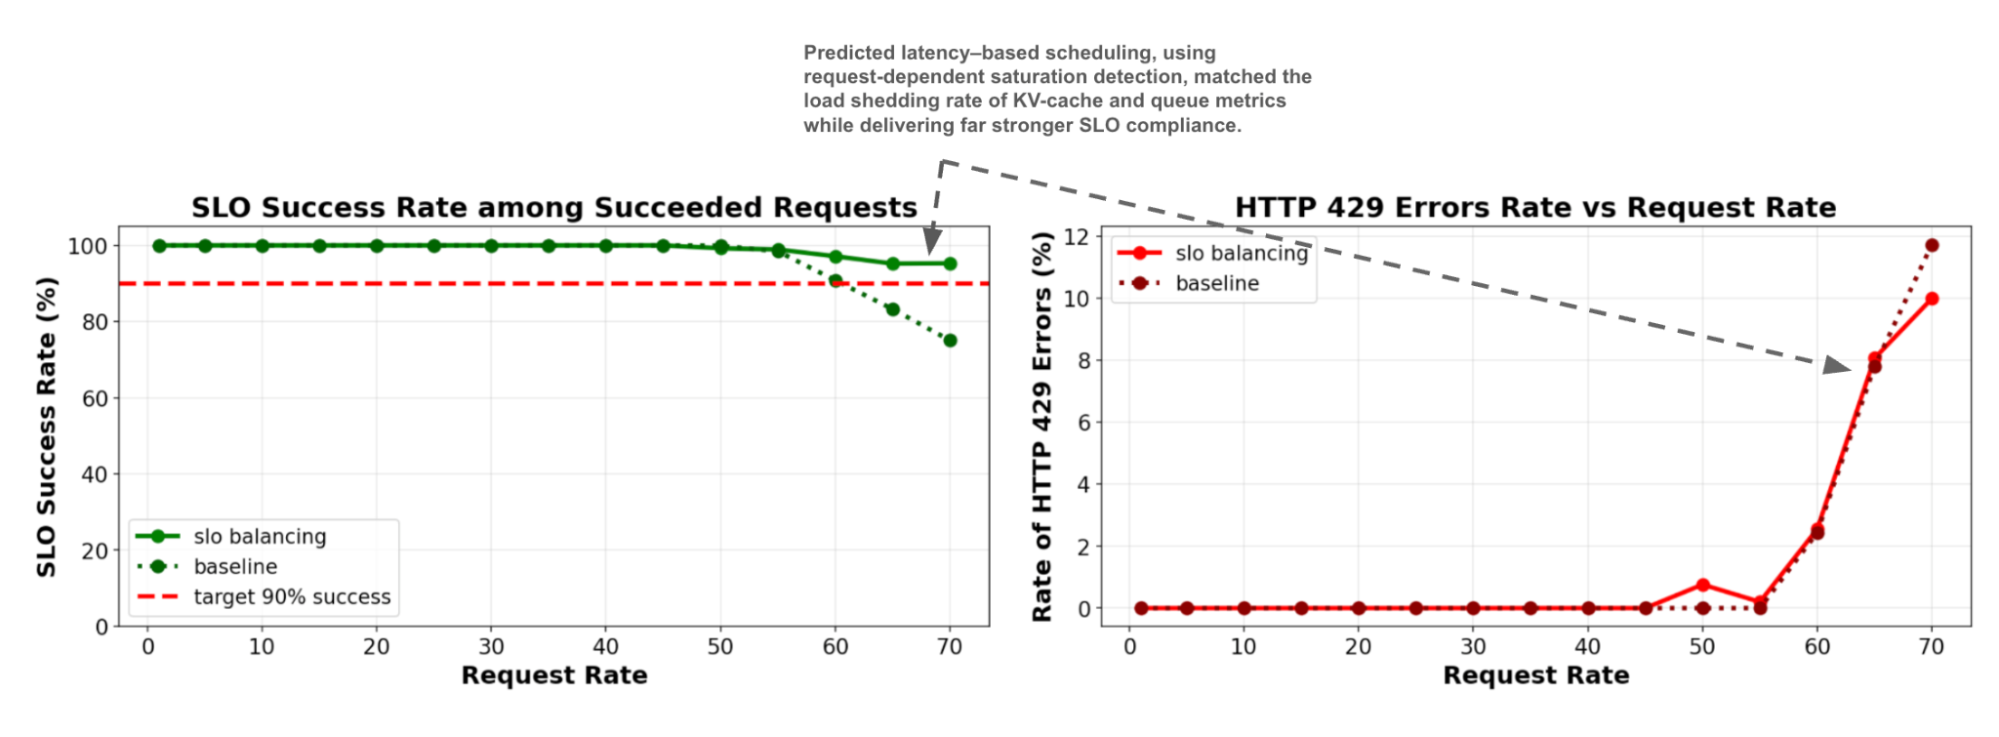 Predicted latency–based scheduling, using
request-dependent saturation detection, matched the
load shedding rate of KV-cache and queue metrics
while delivering far stronger SLO compliance.
SLO Success Rate among Succeeded Requests
SLO Success Rate (%)
100
80
60
40
20
0
slo balancing
baseline
target 90% success
0 10 20 30 40 50 60 70
Request Rate
HTTP 429 Errors Rate vs Request Rate
Rate of HTTP 429 Errors (%)
12
10
8
6
4
2
0
slo balancing
baseline
0 10 20 30 40 50 60 70
Request Rate